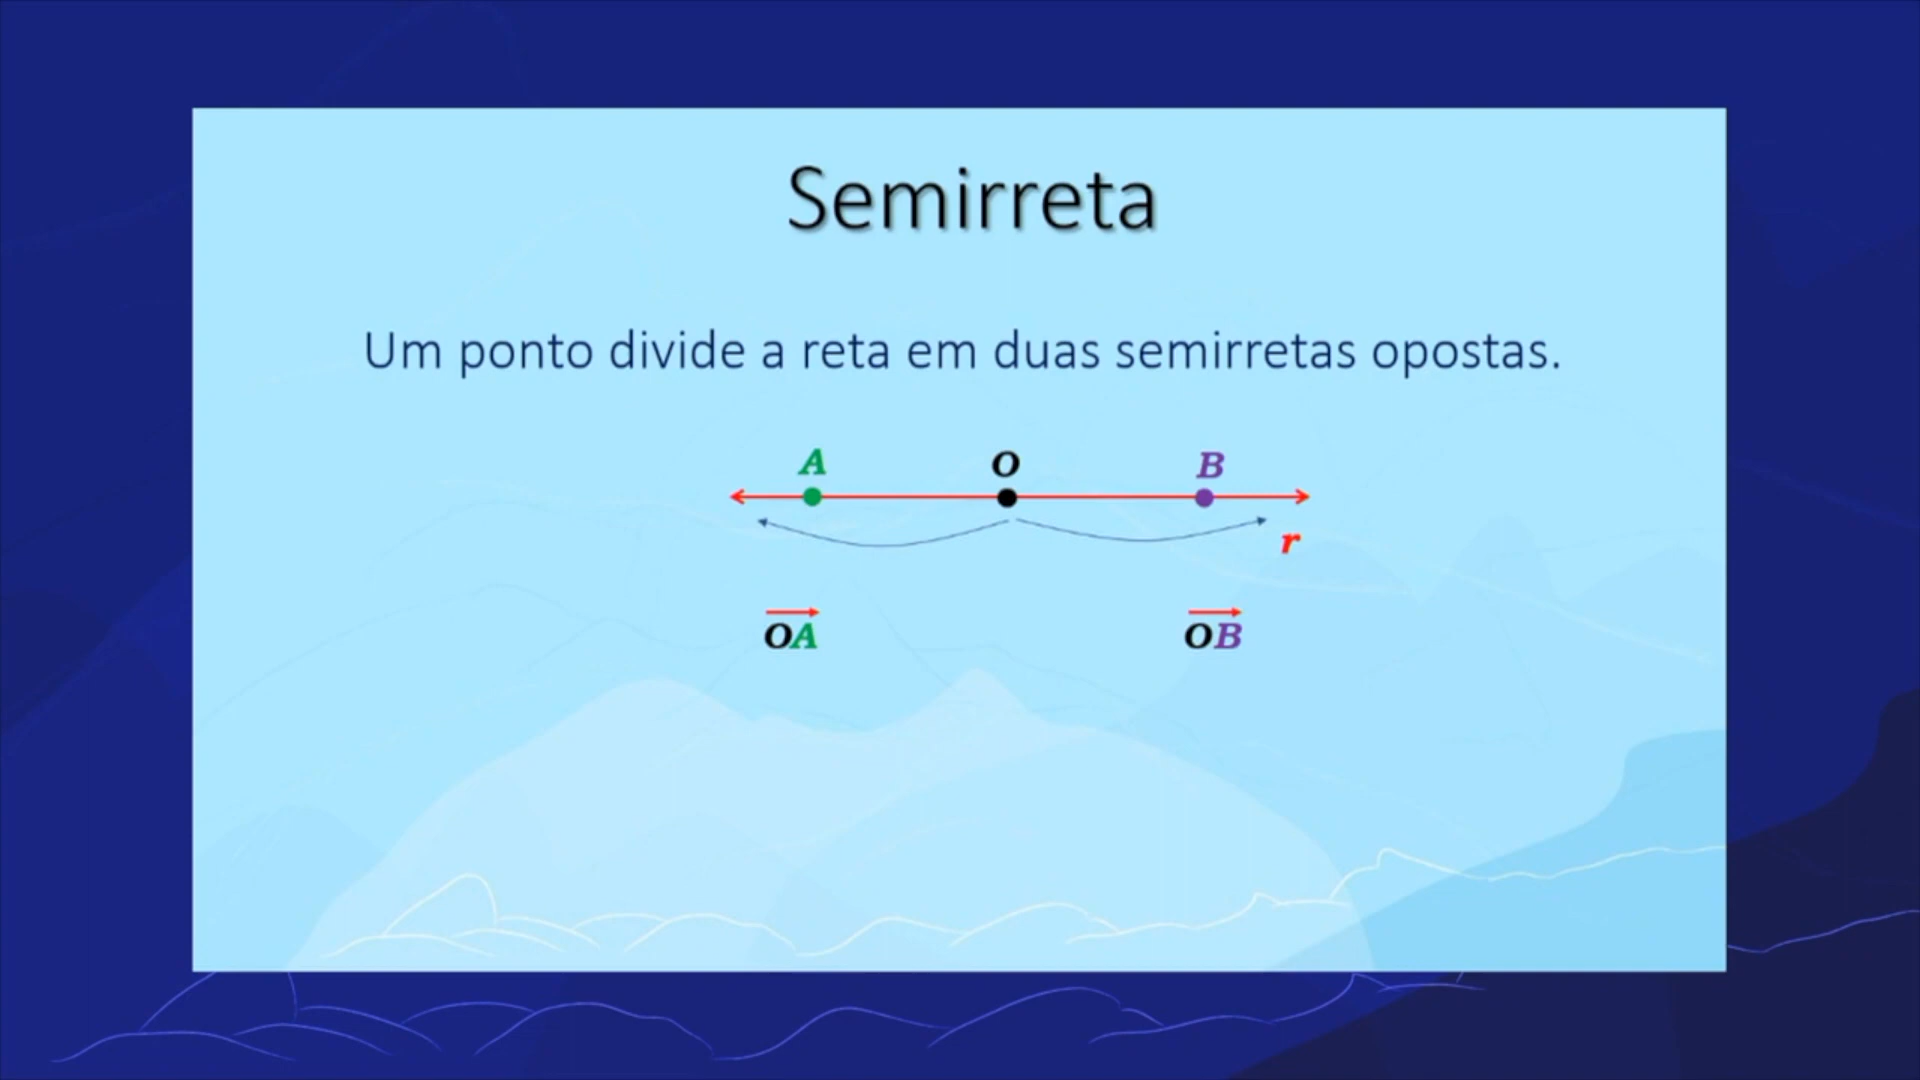 Semirreta
Um ponto divide a reta em duas semirretas opostas.
A O B
r
OA OB